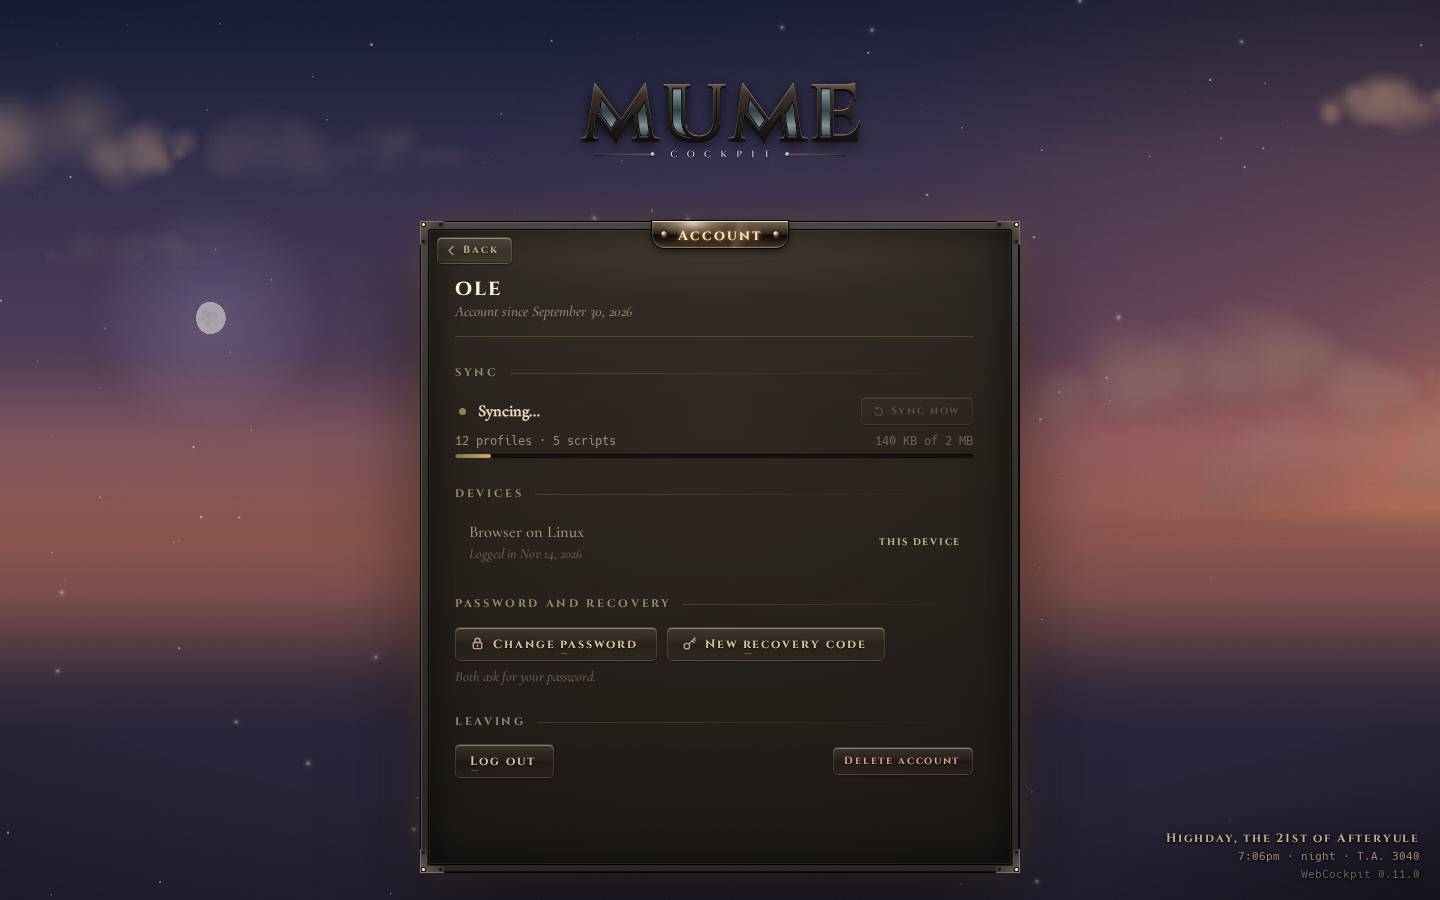 MUME
COCKPIT
ACCOUNT
BACK
OLE
Account since September 30, 2026
SYNC
Syncing...
SYNC NOW
12 profiles · 5 scripts
140 KB of 2 MB
DEVICES
Browser on Linux
Logged in Nov 14, 2026
THIS DEVICE
PASSWORD AND RECOVERY
CHANGE PASSWORD
NEW RECOVERY CODE
Both ask for your password.
LEAVING
LOG OUT
DELETE ACCOUNT
HIGHDAY, THE 21ST OF AFTERYULE
7:06pm · night · T.A. 3040
WebCockpit 0.11.0